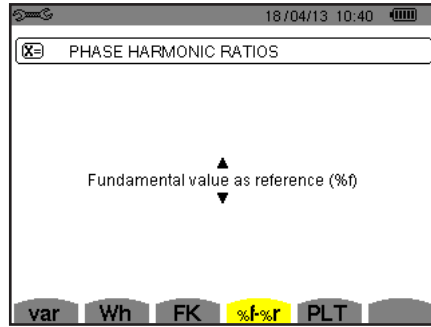 18/04/13 10:40
X= PHASE HARMONIC RATIOS
Fundamental value as reference (%f)
var Wh FK %f-%r PLT